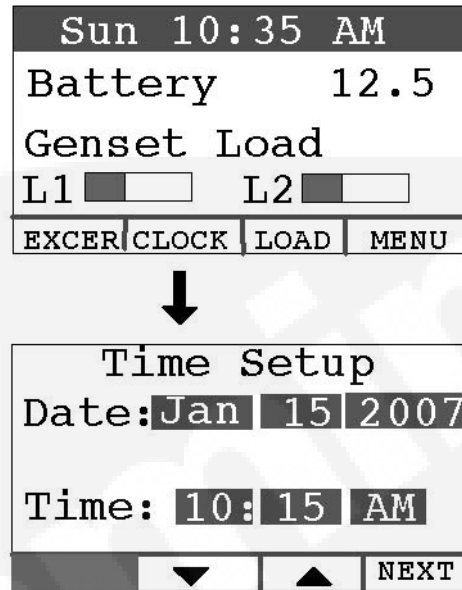 Sun 10:35 AM
Battery 12.5
Genset Load
L1 L2
EXCER CLOCK LOAD MENU
Time Setup
Date: Jan 15 2007
Time: 10: 15 AM
NEXT